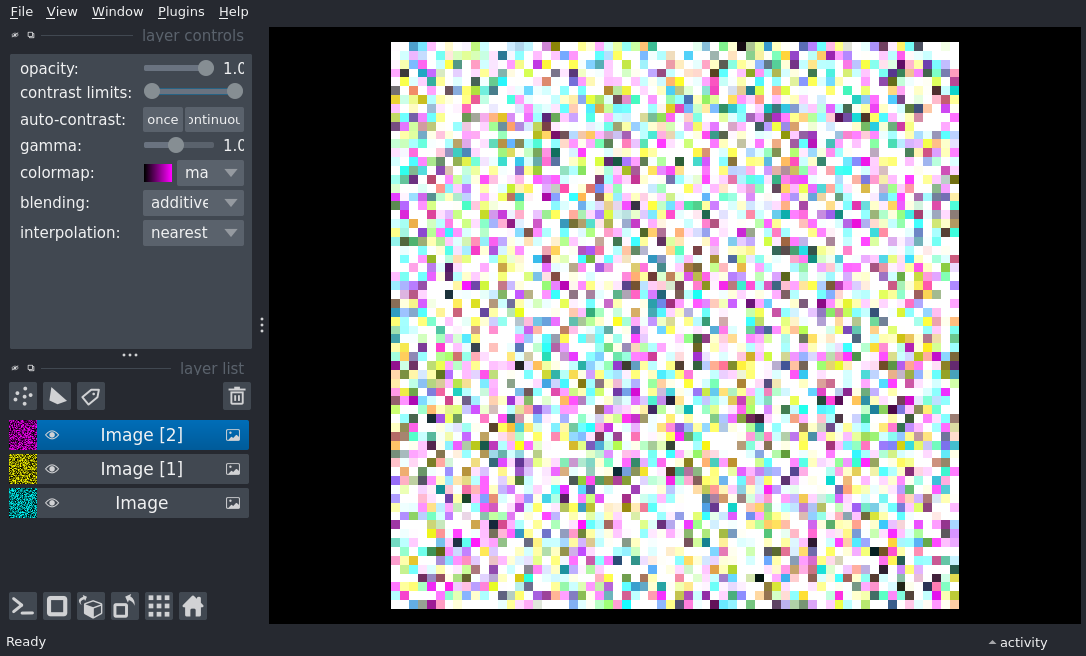 File View Window Plugins Help
layer controls
opacity: 1.0
contrast limits:
auto-contrast: once ontinuou
gamma: 1.0
colormap: ma
blending: additive
interpolation: nearest
layer list
Image [2]
Image [1]
Image
Ready activity